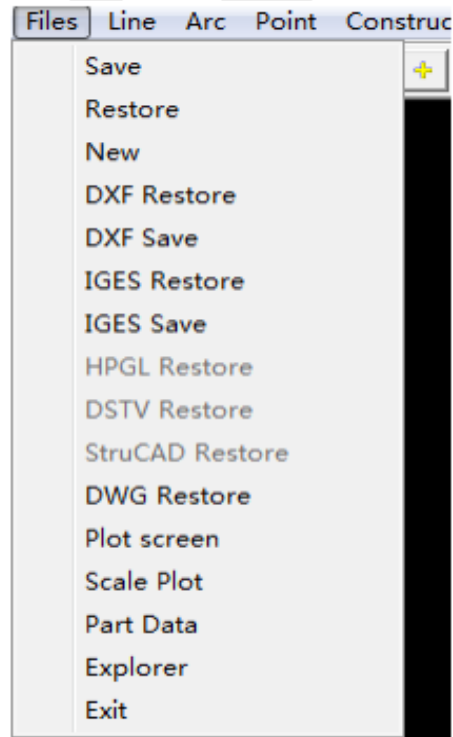 Files Line Arc Point Construc
Save
Restore
New
DXF Restore
DXF Save
IGES Restore
IGES Save
HPGL Restore
DSTV Restore
StruCAD Restore
DWG Restore
Plot screen
Scale Plot
Part Data
Explorer
Exit